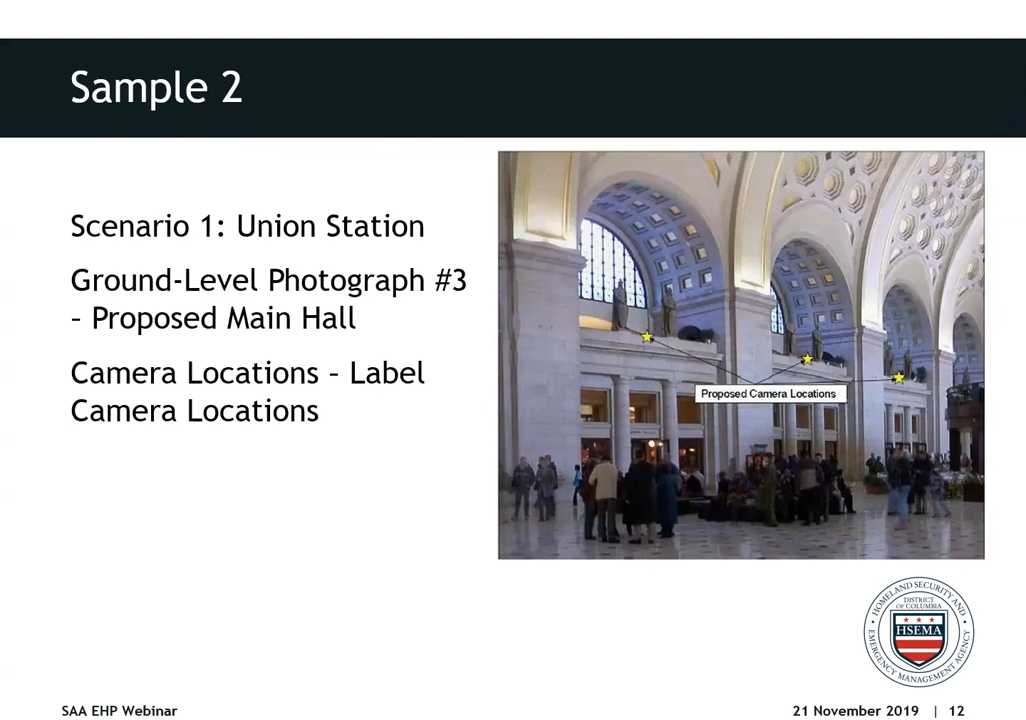 Sample 2
Scenario 1: Union Station
Ground-Level Photograph #3
– Proposed Main Hall
Camera Locations – Label
Camera Locations
Proposed Camera Locations
HOMELAND SECURITY AND
DISTRICT
OF COLUMBIA
HSEMA
EMERGENCY MANAGEMENT AGENCY
SAA EHP Webinar
21 November 2019 | 12